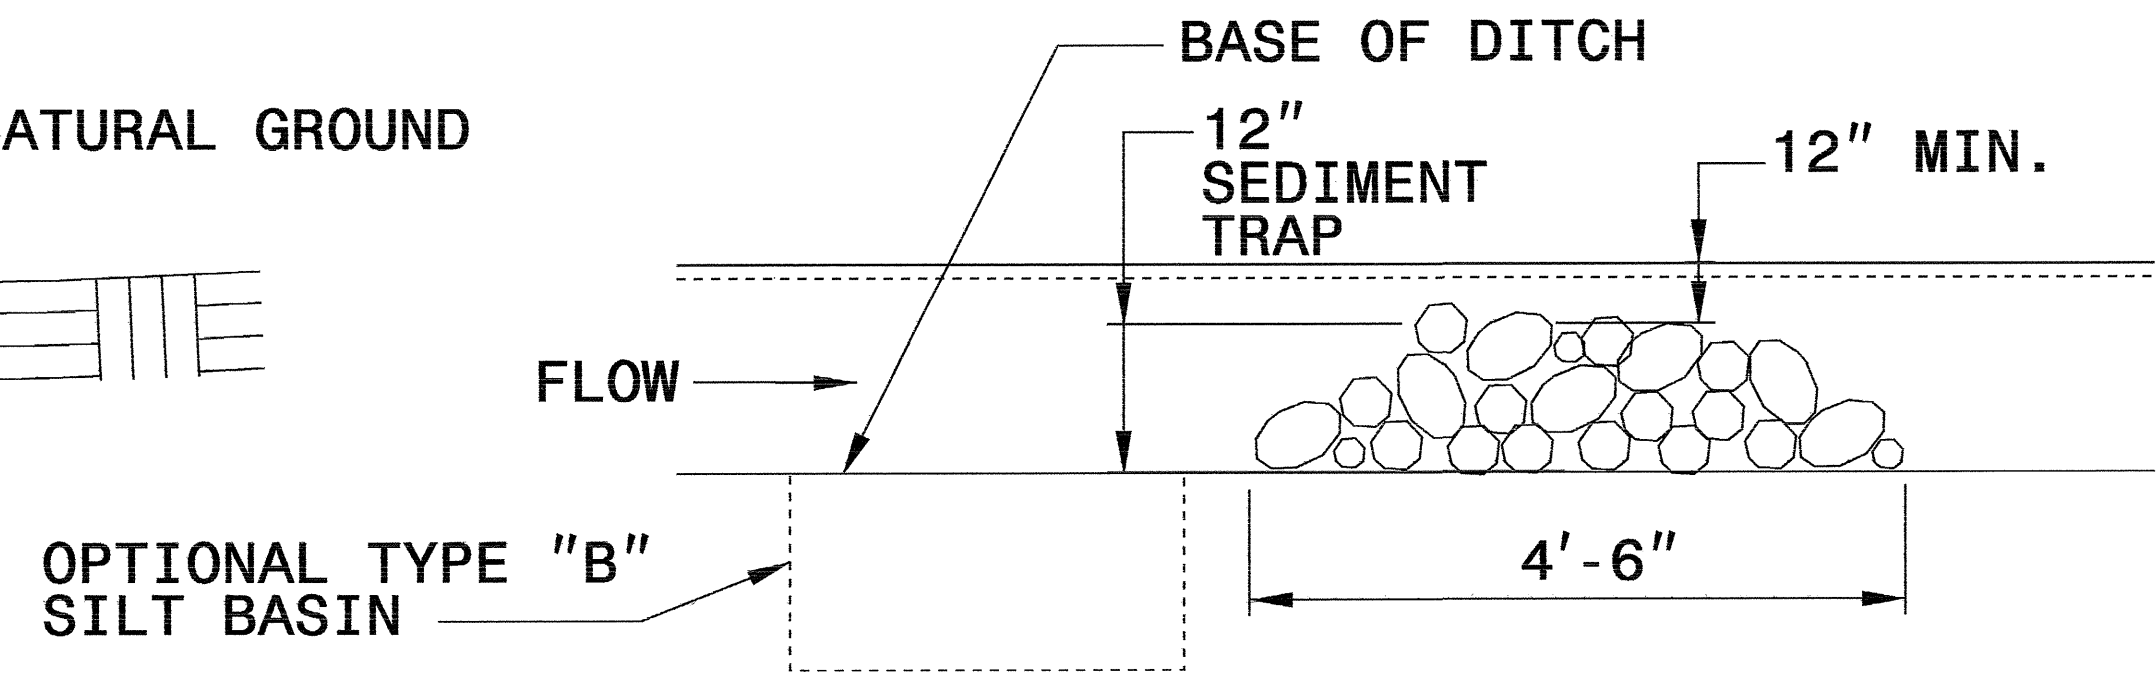 BASE OF DITCH
ATURAL GROUND
12"
SEDIMENT
TRAP
12" MIN.
FLOW
OPTIONAL TYPE "B"
SILT BASIN
4'-6"